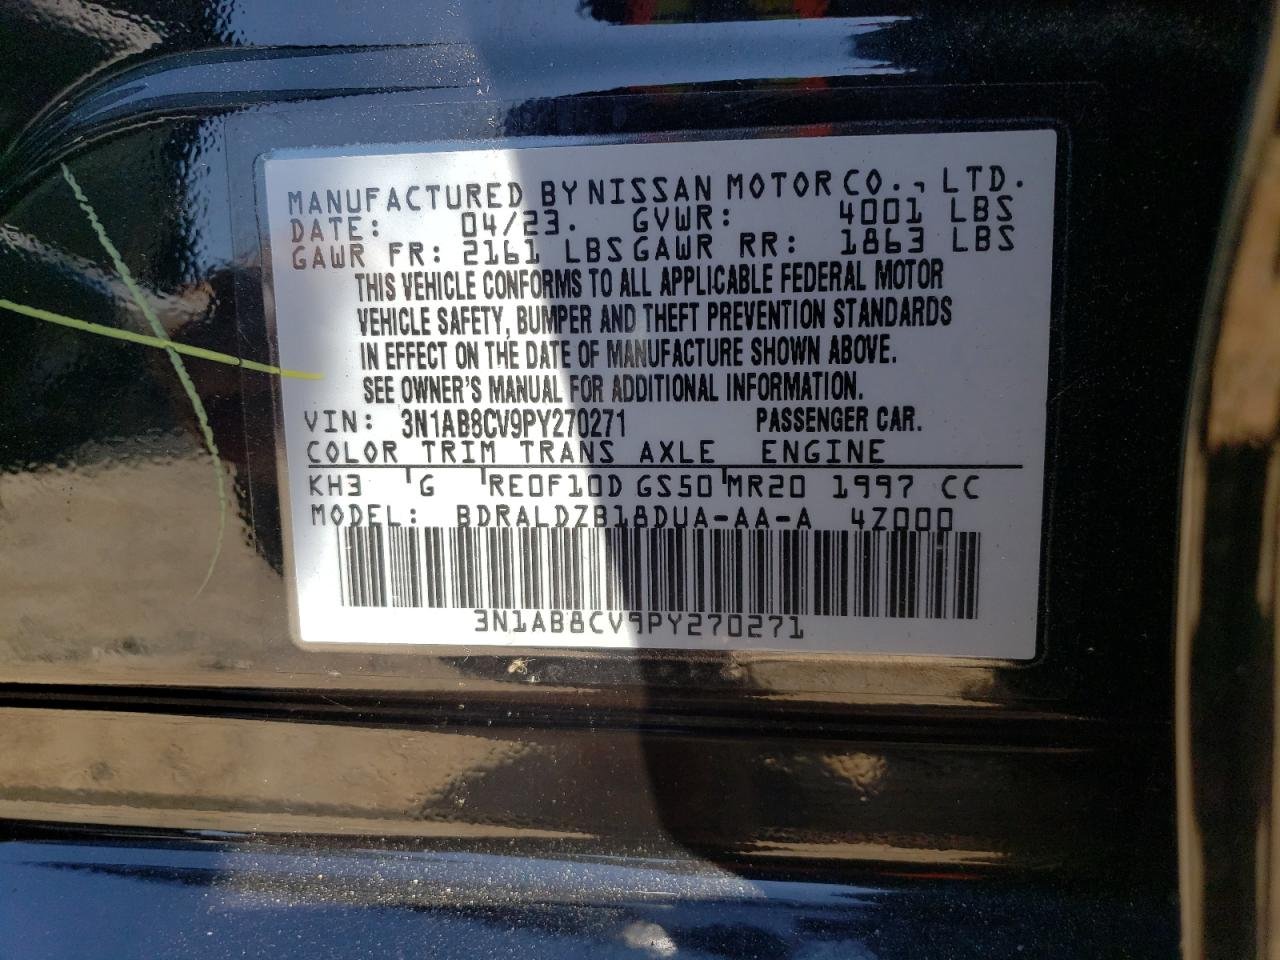 MANUFACTURED BY NISSAN MOTOR CO., LTD.
DATE: 04/23. GVWR: 4001 LBS
GAWR FR: 2161 LBS GAWR RR: 1863 LBS
THIS VEHICLE CONFORMS TO ALL APPLICABLE FEDERAL MOTOR
VEHICLE SAFETY, BUMPER AND THEFT PREVENTION STANDARDS
IN EFFECT ON THE DATE OF MANUFACTURE SHOWN ABOVE.
SEE OWNER'S MANUAL FOR ADDITIONAL INFORMATION.
VIN: 3N1AB8CV9PY270271 PASSENGER CAR.
COLOR TRIM TRANS AXLE ENGINE
KH3 G RE0F10D GS50 MR20 1997 CC
MODEL: BDRALDZB18DUA-AA-A 4Z000
3N1AB8CV9PY270271